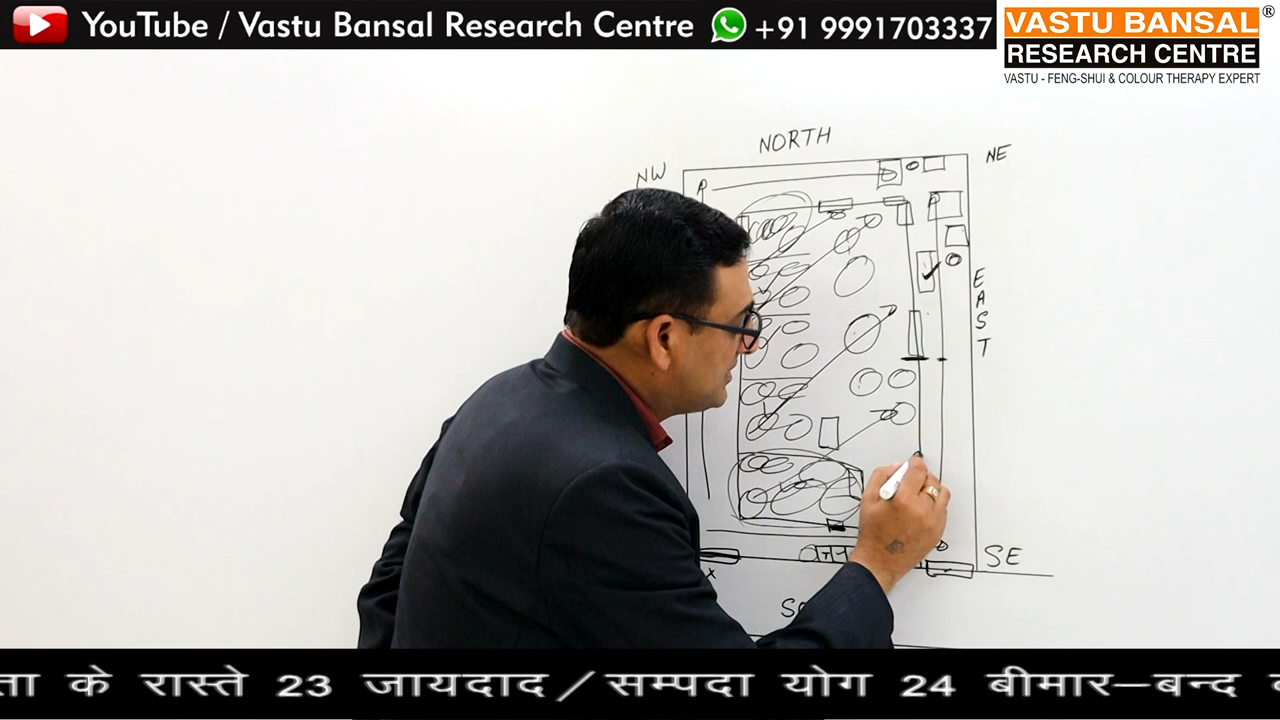 YouTube / Vastu Bansal Research Centre +91 9991703337
VASTU BANSAL®
RESEARCH CENTRE
VASTU - FENG-SHUI & COLOUR THERAPY EXPERT
NORTH
NW
NE
EAST
SE
के रास्ते 23 जायदाद/सम्पदा योग 24 बीमार–बन्द